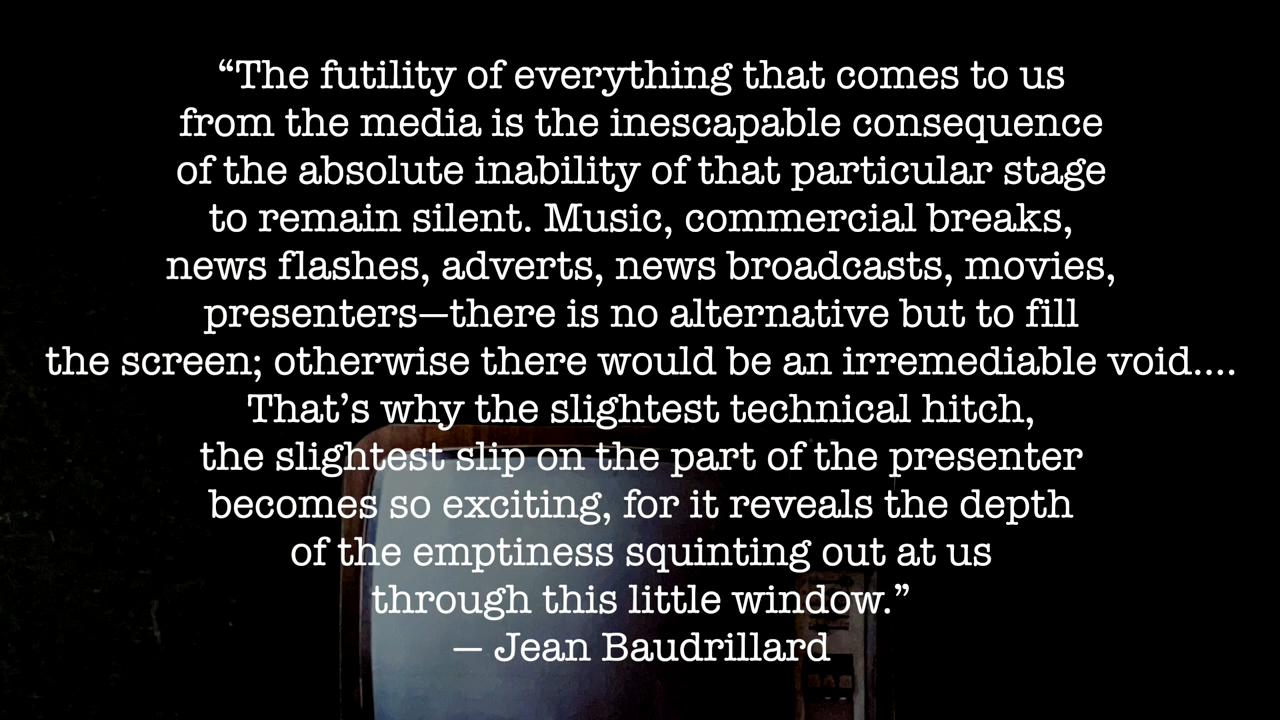 “The futility of everything that comes to us
from the media is the inescapable consequence
of the absolute inability of that particular stage
to remain silent. Music, commercial breaks,
news flashes, adverts, news broadcasts, movies,
presenters—there is no alternative but to fill
the screen; otherwise there would be an irremediable void....
That’s why the slightest technical hitch,
the slightest slip on the part of the presenter
becomes so exciting, for it reveals the depth
of the emptiness squinting out at us
through this little window.”
— Jean Baudrillard